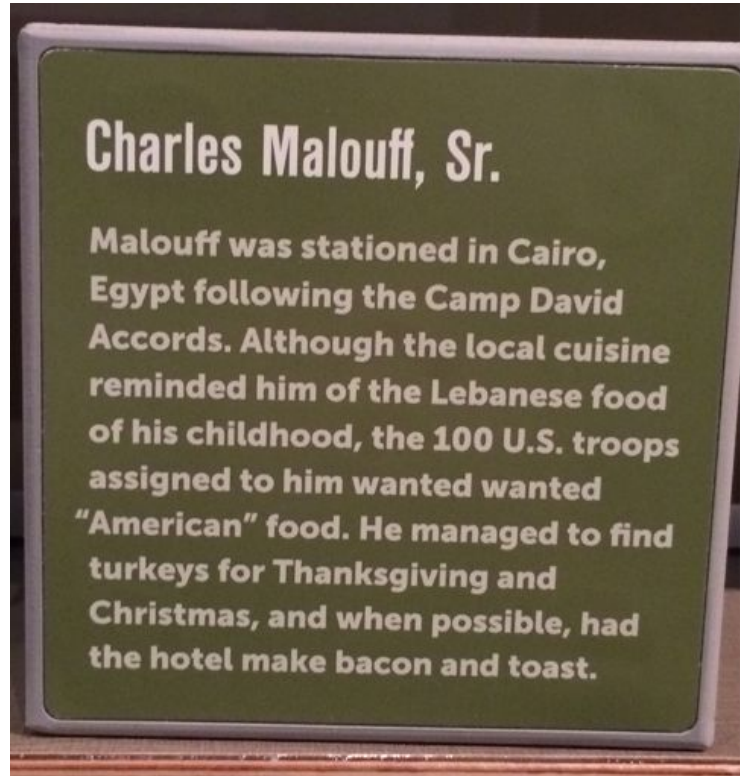 Charles Malouff, Sr.
Malouff was stationed in Cairo,
Egypt following the Camp David
Accords. Although the local cuisine
reminded him of the Lebanese food
of his childhood, the 100 U.S. troops
assigned to him wanted wanted
“American” food. He managed to find
turkeys for Thanksgiving and
Christmas, and when possible, had
the hotel make bacon and toast.